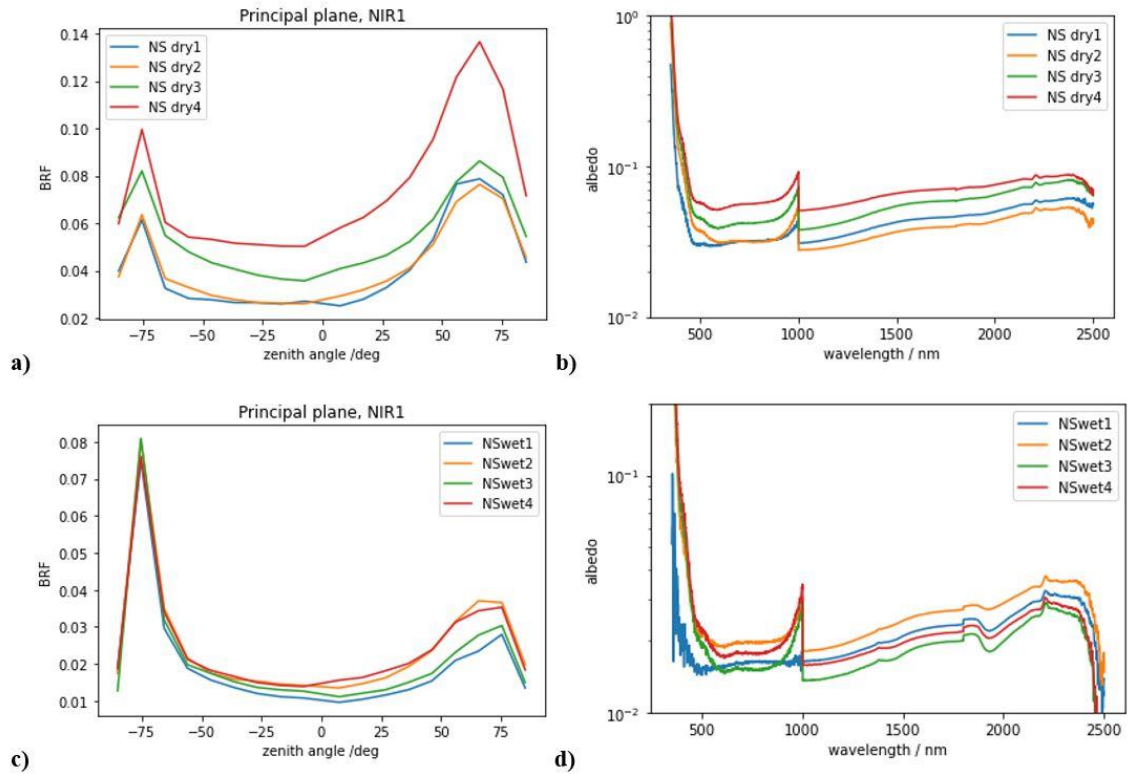 Principal plane, NIR1
0.14
0.12
0.10
0.08
0.06
0.04
0.02
BRF
NS dry1
NS dry2
NS dry3
NS dry4
−75 −50 −25 0 25 50 75
zenith angle /deg
a)
10⁰
10⁻¹
10⁻²
albedo
NS dry1
NS dry2
NS dry3
NS dry4
500 1000 1500 2000 2500
wavelength / nm
b)
Principal plane, NIR1
0.08
0.07
0.06
0.05
0.04
0.03
0.02
0.01
BRF
NSwet1
NSwet2
NSwet3
NSwet4
−75 −50 −25 0 25 50 75
zenith angle /deg
c)
10⁻¹
10⁻²
albedo
NSwet1
NSwet2
NSwet3
NSwet4
500 1000 1500 2000 2500
wavelength / nm
d)